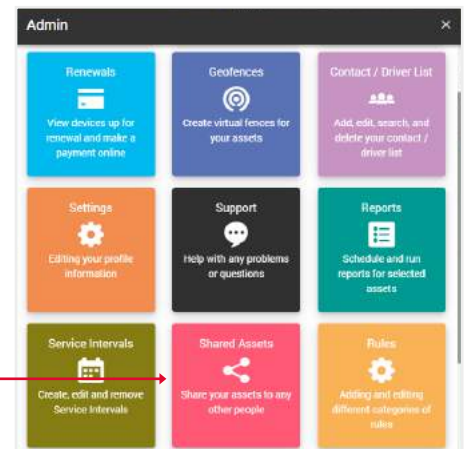 Admin ×
Renewals
View devices up for
renewal and make a
payment online
Geofences
Create virtual fences for
your assets
Contact / Driver List
Add, edit, search, and
delete your contact /
driver list
Settings
Editing your profile
information
Support
Help with any problems
or questions
Reports
Schedule and run
reports for selected
assets
Service Intervals
Create, edit and remove
Service Intervals
Shared Assets
Share your assets to any
other people
Rules
Adding and editing
different categories of
rules